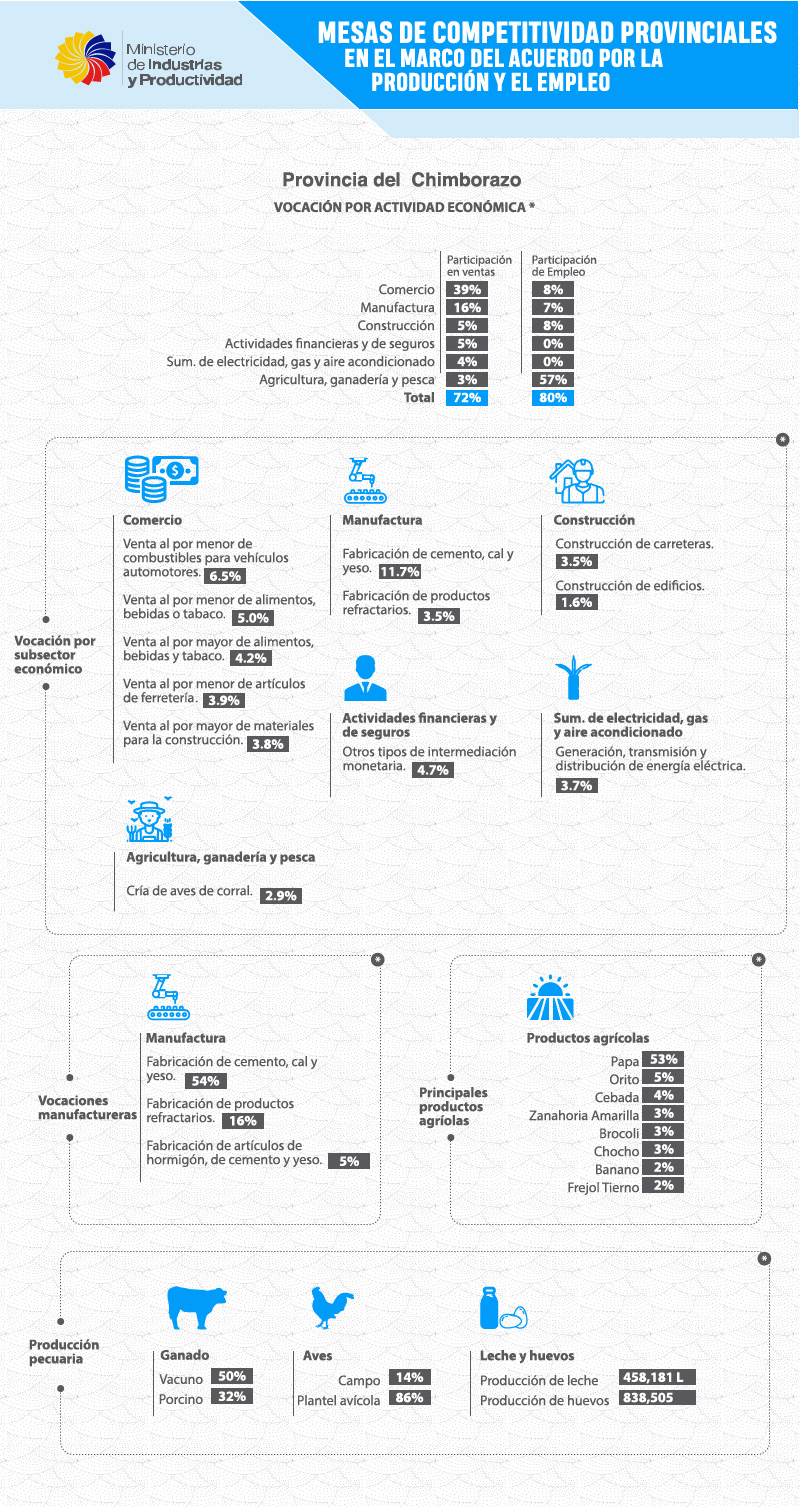 Ministerio
de Industrias
y Productividad
MESAS DE COMPETITIVIDAD PROVINCIALES
EN EL MARCO DEL ACUERDO POR LA
PRODUCCIÓN Y EL EMPLEO
Provincia del Chimborazo
VOCACIÓN POR ACTIVIDAD ECONÓMICA *
Participación
en ventas
Participación
de Empleo
Comercio 39% 8%
Manufactura 16% 7%
Construcción 5% 8%
Actividades financieras y de seguros 5% 0%
Sum. de electricidad, gas y aire acondicionado 4% 0%
Agricultura, ganadería y pesca 3% 57%
Total 72% 80%
*
Vocación por
subsector
económico
Comercio
Venta al por menor de
combustibles para vehículos
automotores. 6.5%
Venta al por menor de alimentos,
bebidas o tabaco. 5.0%
Venta al por mayor de alimentos,
bebidas y tabaco. 4.2%
Venta al por menor de artículos
de ferretería. 3.9%
Venta al por mayor de materiales
para la construcción. 3.8%
Manufactura
Fabricación de cemento, cal y
yeso. 11.7%
Fabricación de productos
refractarios. 3.5%
Construcción
Construcción de carreteras.
3.5%
Construcción de edificios.
1.6%
Actividades financieras y
de seguros
Otros tipos de intermediación
monetaria. 4.7%
Sum. de electricidad, gas
y aire acondicionado
Generación, transmisión y
distribución de energía eléctrica.
3.7%
Agricultura, ganadería y pesca
Cría de aves de corral. 2.9%
*
Vocaciones
manufactureras
Manufactura
Fabricación de cemento, cal y
yeso. 54%
Fabricación de productos
refractarios. 16%
Fabricación de artículos de
hormigón, de cemento y yeso. 5%
*
Principales
productos
agríolas
Productos agrícolas
Papa 53%
Orito 5%
Cebada 4%
Zanahoria Amarilla 3%
Brocoli 3%
Chocho 3%
Banano 2%
Frejol Tierno 2%
*
Producción
pecuaria
Ganado
Vacuno 50%
Porcino 32%
Aves
Campo 14%
Plantel avícola 86%
Leche y huevos
Producción de leche 458,181 L
Producción de huevos 838,505